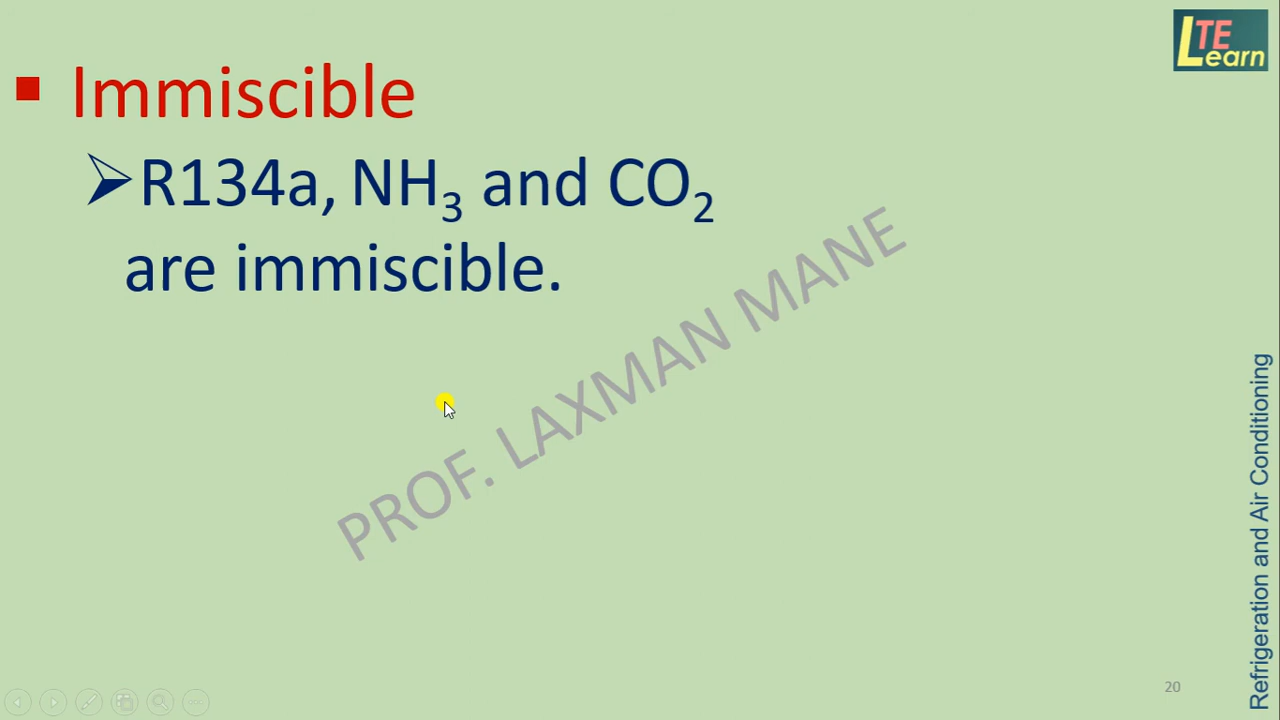 LTE Learn
▪ Immiscible
➢R134a, NH₃ and CO₂
are immiscible.
PROF. LAXMAN MANE
Refrigeration and Air Conditioning
20